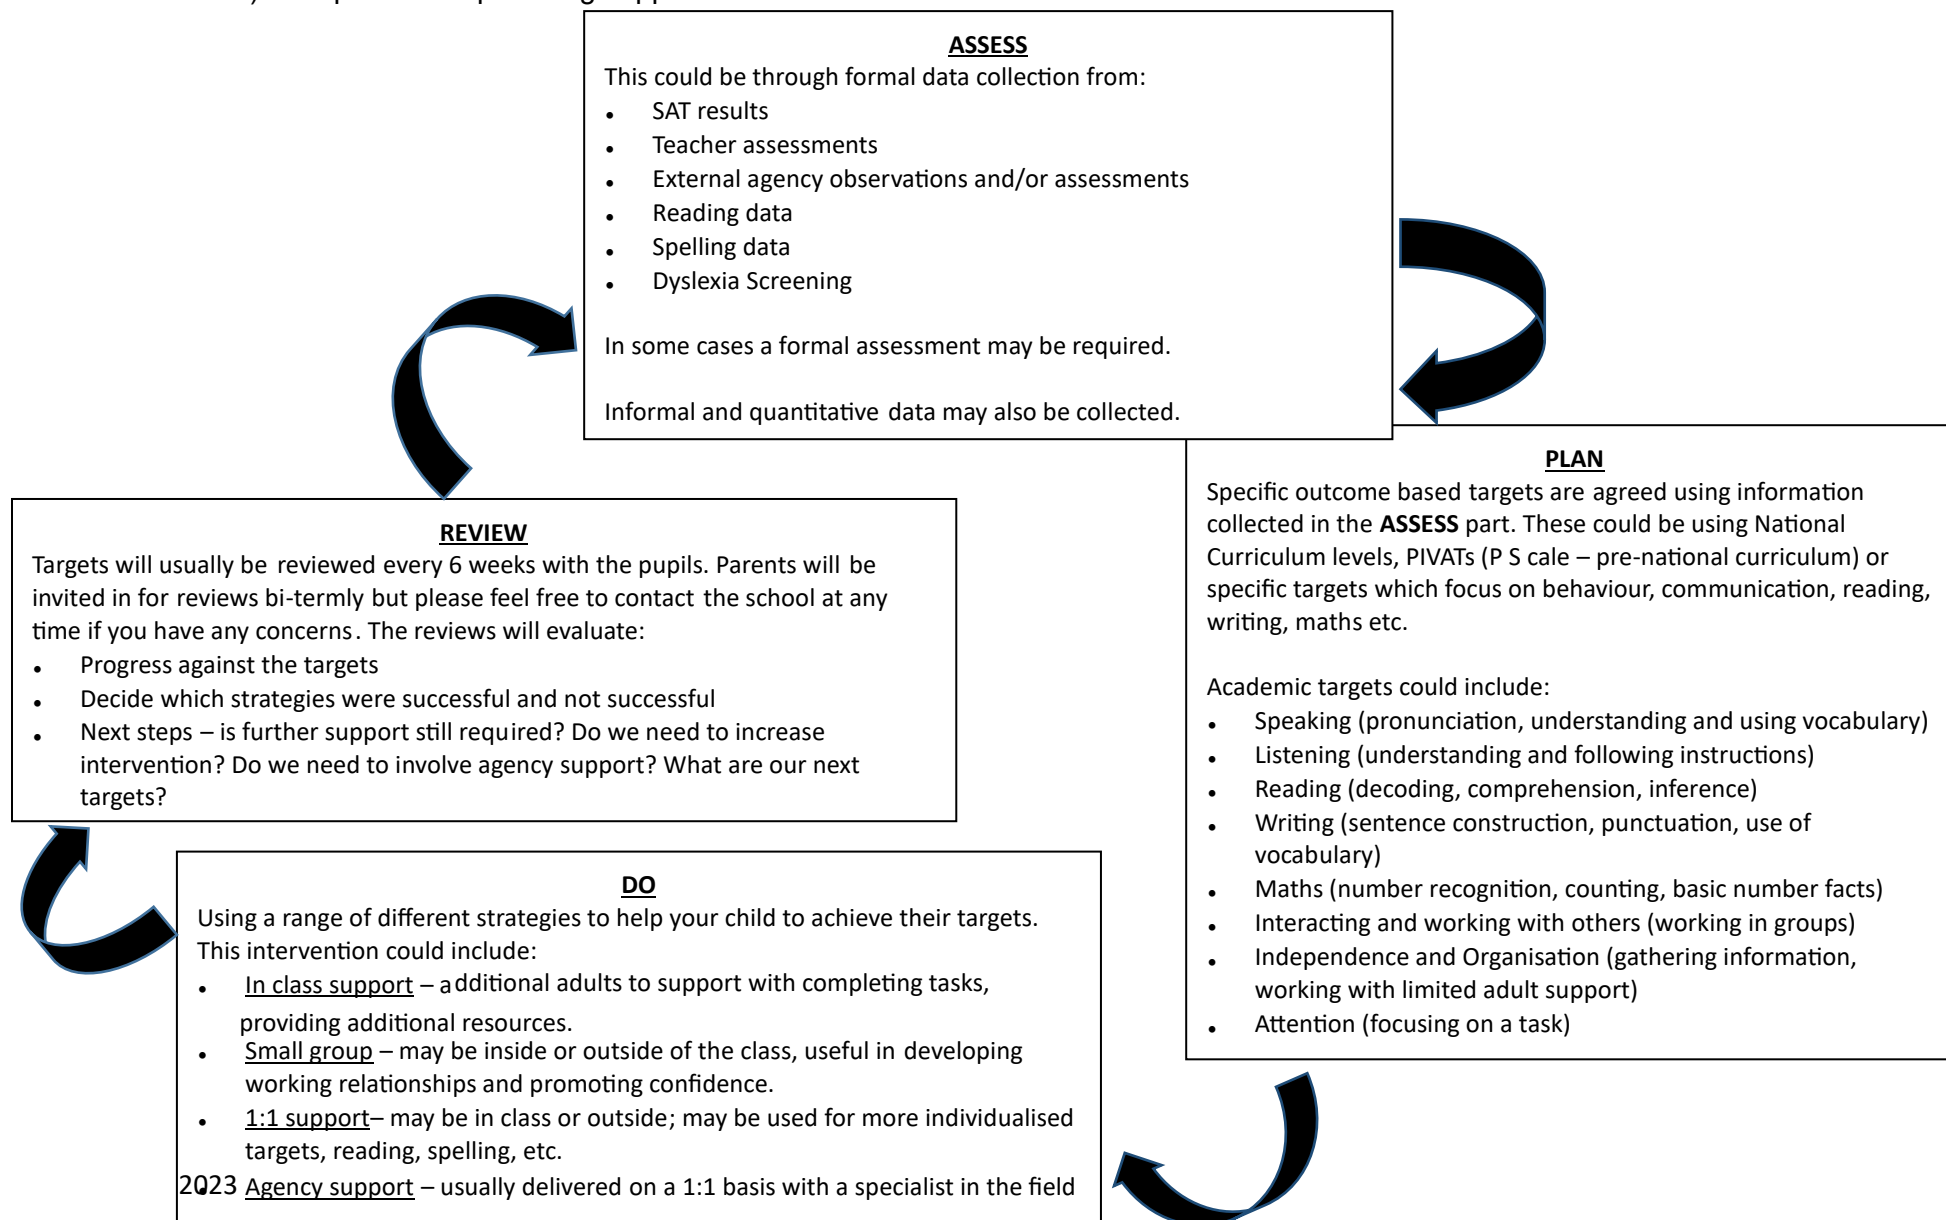 ASSESS
This could be through formal data collection from:
• SAT results
• Teacher assessments
• External agency observations and/or assessments
• Reading data
• Spelling data
• Dyslexia Screening
In some cases a formal assessment may be required.
Informal and quantitative data may also be collected.
PLAN
Specific outcome based targets are agreed using information
collected in the ASSESS part. These could be using National
Curriculum levels, PIVATs (P S cale – pre-national curriculum) or
specific targets which focus on behaviour, communication, reading,
writing, maths etc.
Academic targets could include:
• Speaking (pronunciation, understanding and using vocabulary)
• Listening (understanding and following instructions)
• Reading (decoding, comprehension, inference)
• Writing (sentence construction, punctuation, use of
vocabulary)
• Maths (number recognition, counting, basic number facts)
• Interacting and working with others (working in groups)
• Independence and Organisation (gathering information,
working with limited adult support)
• Attention (focusing on a task)
DO
Using a range of different strategies to help your child to achieve their targets.
This intervention could include:
• In class support – additional adults to support with completing tasks,
providing additional resources.
• Small group – may be inside or outside of the class, useful in developing
working relationships and promoting confidence.
• 1:1 support– may be in class or outside; may be used for more individualised
targets, reading, spelling, etc.
• Agency support – usually delivered on a 1:1 basis with a specialist in the field
2023
REVIEW
Targets will usually be reviewed every 6 weeks with the pupils. Parents will be
invited in for reviews bi-termly but please feel free to contact the school at any
time if you have any concerns. The reviews will evaluate:
• Progress against the targets
• Decide which strategies were successful and not successful
• Next steps – is further support still required? Do we need to increase
intervention? Do we need to involve agency support? What are our next
targets?